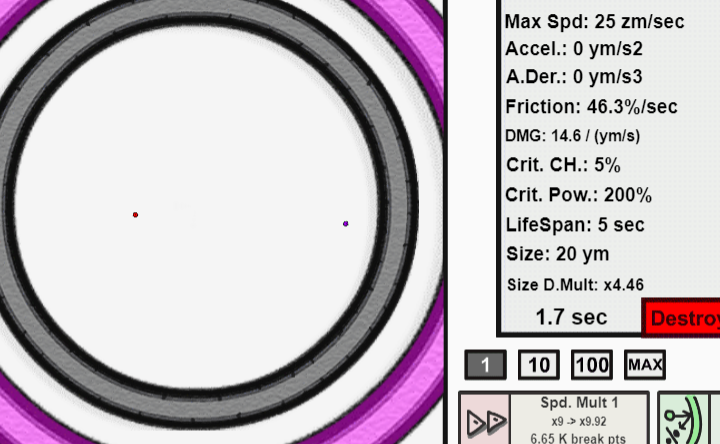 Max Spd: 25 zm/sec
Accel.: 0 ym/s2
A.Der.: 0 ym/s3
Friction: 46.3%/sec
DMG: 14.6 / (ym/s)
Crit. CH.: 5%
Crit. Pow.: 200%
LifeSpan: 5 sec
Size: 20 ym
Size D.Mult: x4.46
1.7 sec
Destroy
1
10
100
MAX
Spd. Mult 1
x9 -> x9.92
6.65 K break pts